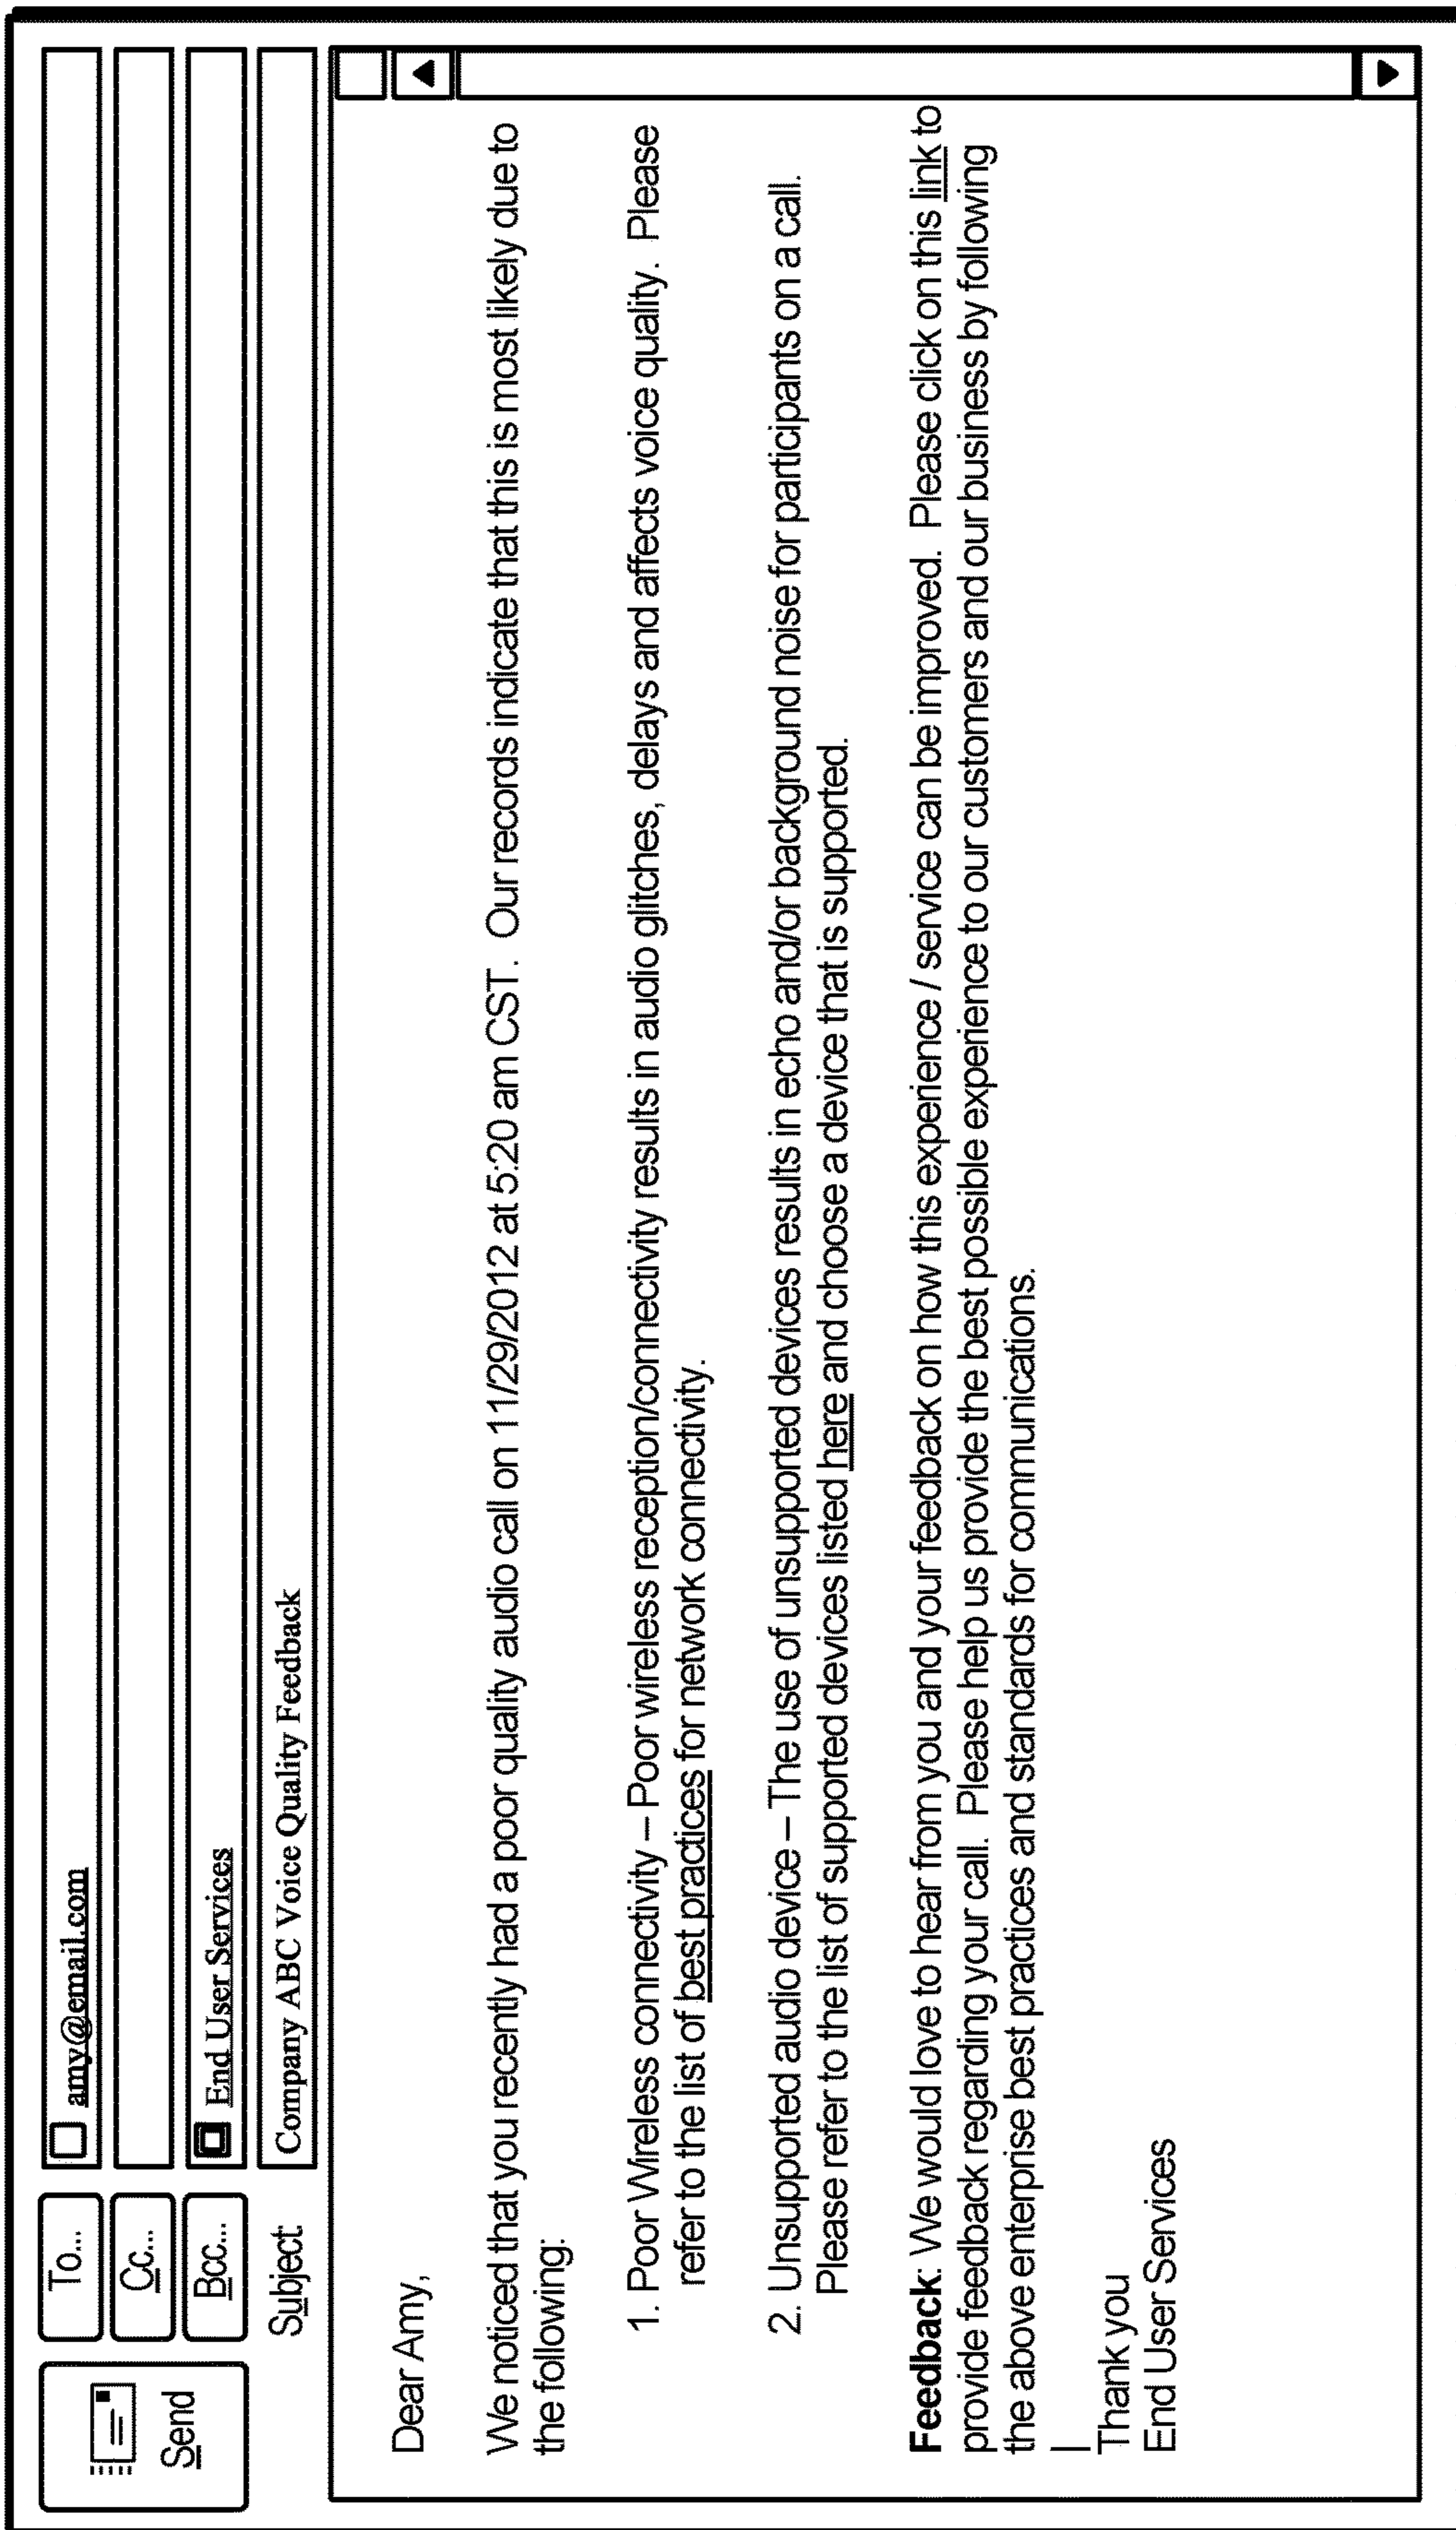 Send
To...
amy@email.com
Cc...
Bcc...
End User Services
Subject:
Company ABC Voice Quality Feedback
Dear Amy,
We noticed that you recently had a poor quality audio call on 11/29/2012 at 5:20 am CST. Our records indicate that this is most likely due to
the following:
1. Poor Wireless connectivity – Poor wireless reception/connectivity results in audio glitches, delays and affects voice quality. Please
refer to the list of best practices for network connectivity.
2. Unsupported audio device – The use of unsupported devices results in echo and/or background noise for participants on a call.
Please refer to the list of supported devices listed here and choose a device that is supported.
Feedback: We would love to hear from you and your feedback on how this experience / service can be improved. Please click on this link to
provide feedback regarding your call. Please help us provide the best possible experience to our customers and our business by following
the above enterprise best practices and standards for communications.
Thank you
End User Services